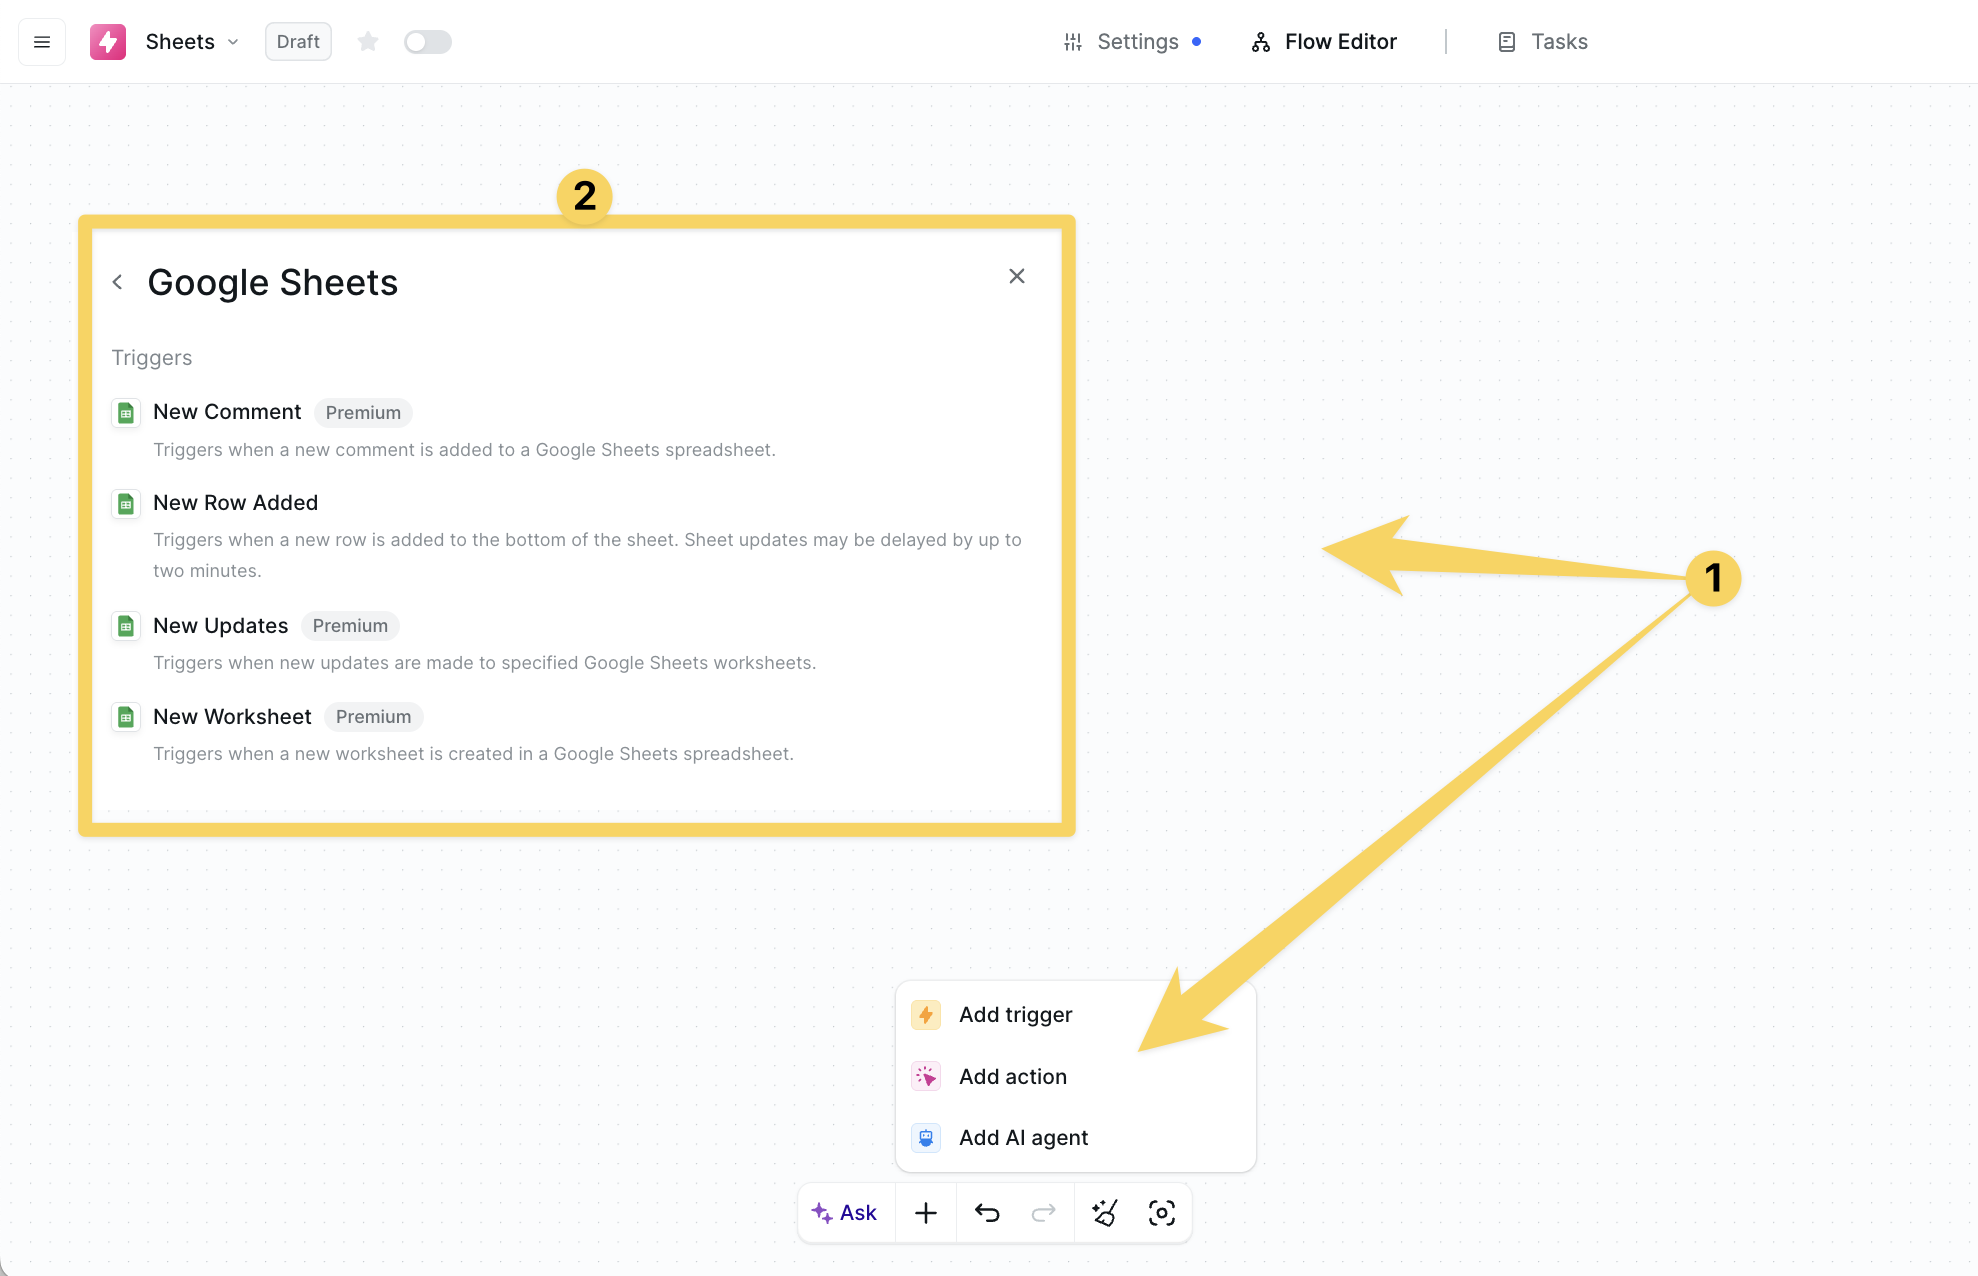 Sheets
Draft
Settings
Flow Editor
Tasks
2
Google Sheets
Triggers
New Comment Premium
Triggers when a new comment is added to a Google Sheets spreadsheet.
New Row Added
Triggers when a new row is added to the bottom of the sheet. Sheet updates may be delayed by up to
two minutes.
New Updates Premium
Triggers when new updates are made to specified Google Sheets worksheets.
New Worksheet Premium
Triggers when a new worksheet is created in a Google Sheets spreadsheet.
1
Add trigger
Add action
Add AI agent
Ask